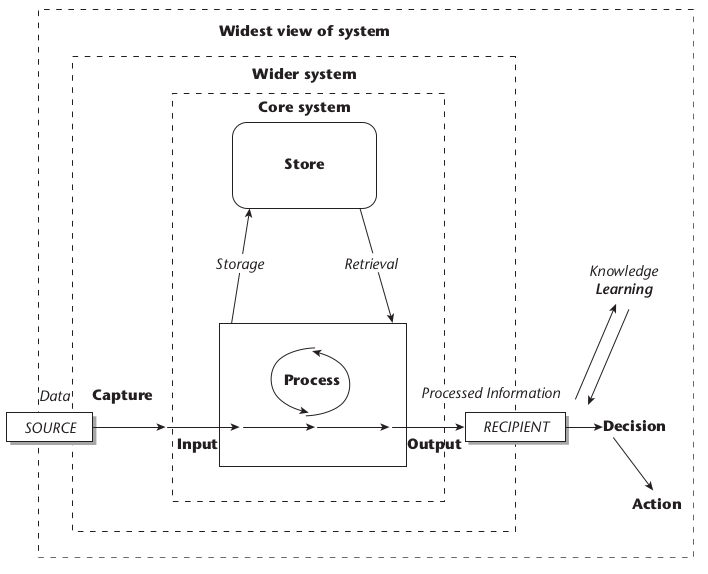 Widest view of system
Wider system
Core system
Store
Storage
Retrieval
Knowledge
Learning
Process
Data
Capture
Processed Information
SOURCE
Input
Output
RECIPIENT
Decision
Action